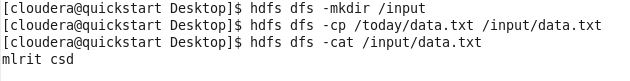 [cloudera@quickstart Desktop]$ hdfs dfs -mkdir /input
[cloudera@quickstart Desktop]$ hdfs dfs -cp /today/data.txt /input/data.txt
[cloudera@quickstart Desktop]$ hdfs dfs -cat /input/data.txt
mlrit csd